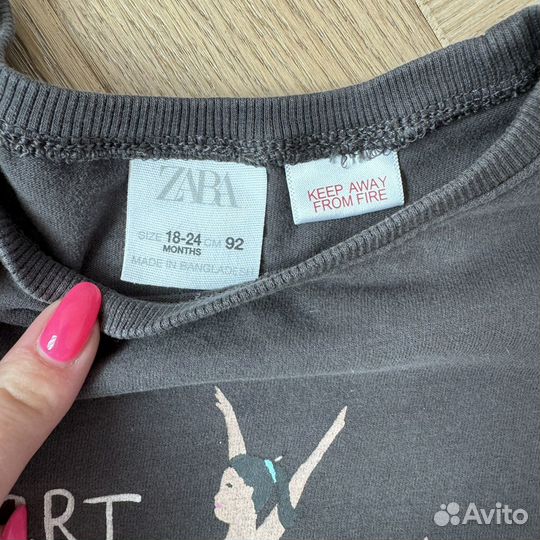 ZARA
SIZE 18-24 CM 92
MONTHS
MADE IN BANGLADESH
KEEP AWAY
FROM FIRE
Avito